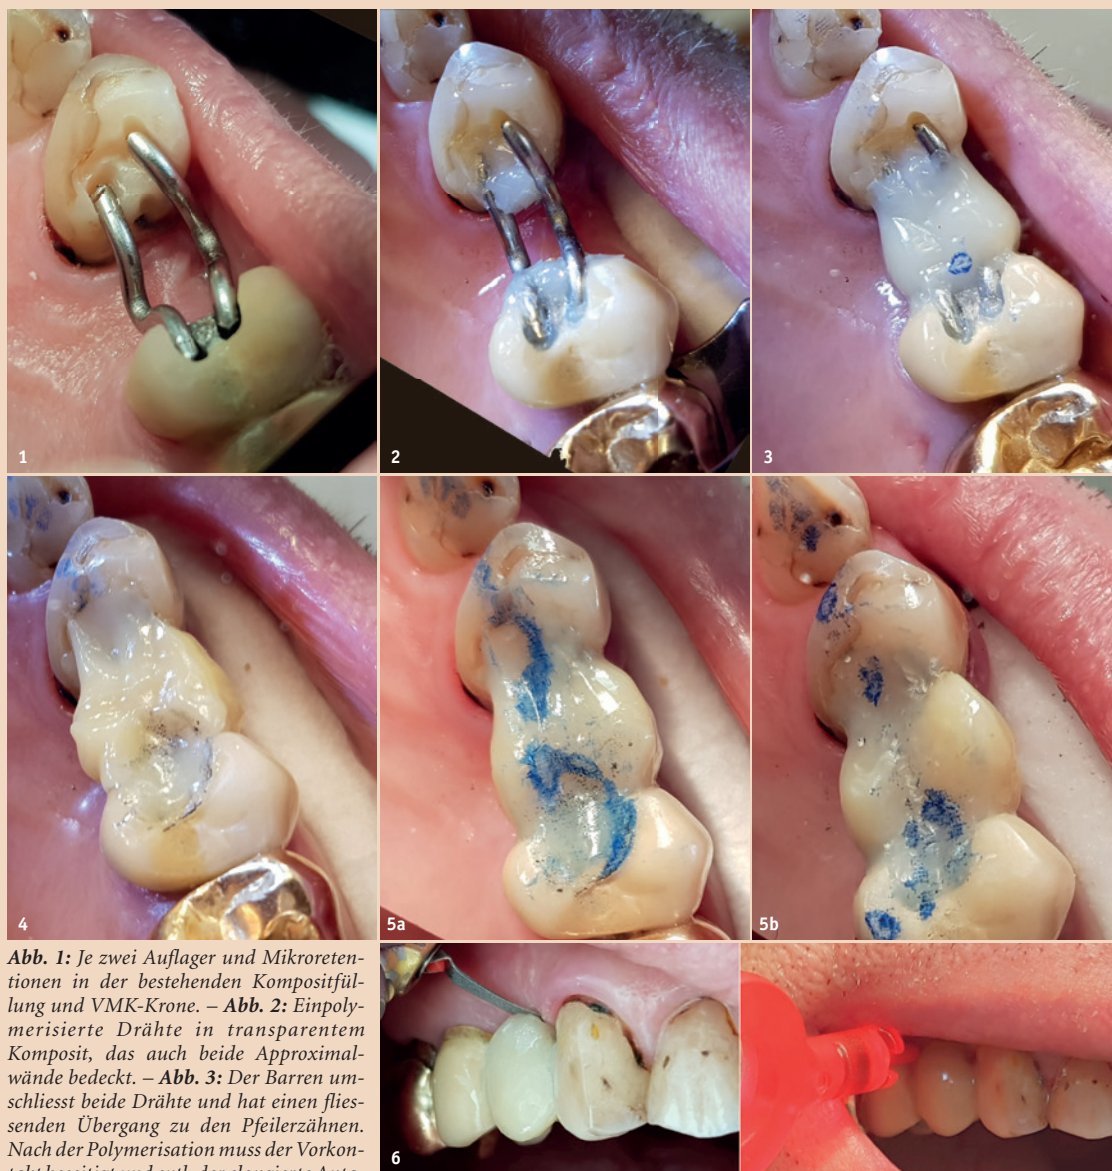 1
2
3
4
5a
5b
Abb. 1: Je zwei Auflager und Mikroreten-
tionen in der bestehenden Kompositfül-
lung und VMK-Krone. – Abb. 2: Einpoly-
merisierte Drähte in transparentem
Komposit, das auch beide Approximal-
wände bedeckt. – Abb. 3: Der Barren um-
schliesst beide Drähte und hat einen flies-
senden Übergang zu den Pfeilerzähnen.
Nach der Polymerisation muss der Vorkon-
6